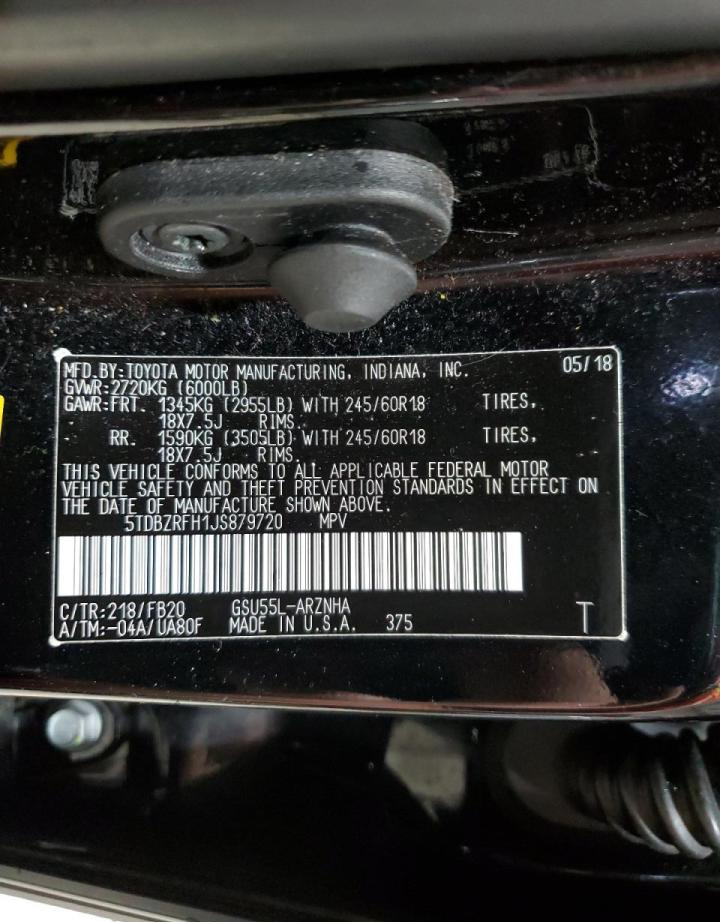 MFD.BY:TOYOTA MOTOR MANUFACTURING, INDIANA, INC. 05/18
GVWR:2720KG (6000LB)
GAWR:FRT. 1345KG (2955LB) WITH 245/60R18 TIRES,
18X7.5J RIMS.
RR. 1590KG (3505LB) WITH 245/60R18 TIRES,
18X7.5J RIMS.
THIS VEHICLE CONFORMS TO ALL APPLICABLE FEDERAL MOTOR
VEHICLE SAFETY AND THEFT PREVENTION STANDARDS IN EFFECT ON
THE DATE OF MANUFACTURE SHOWN ABOVE.
5TDBZRFH1JS879720 MPV
C/TR:218/FB20 GSU55L-ARZNHA
A/TM:-04A/UA80F MADE IN U.S.A. 375 T